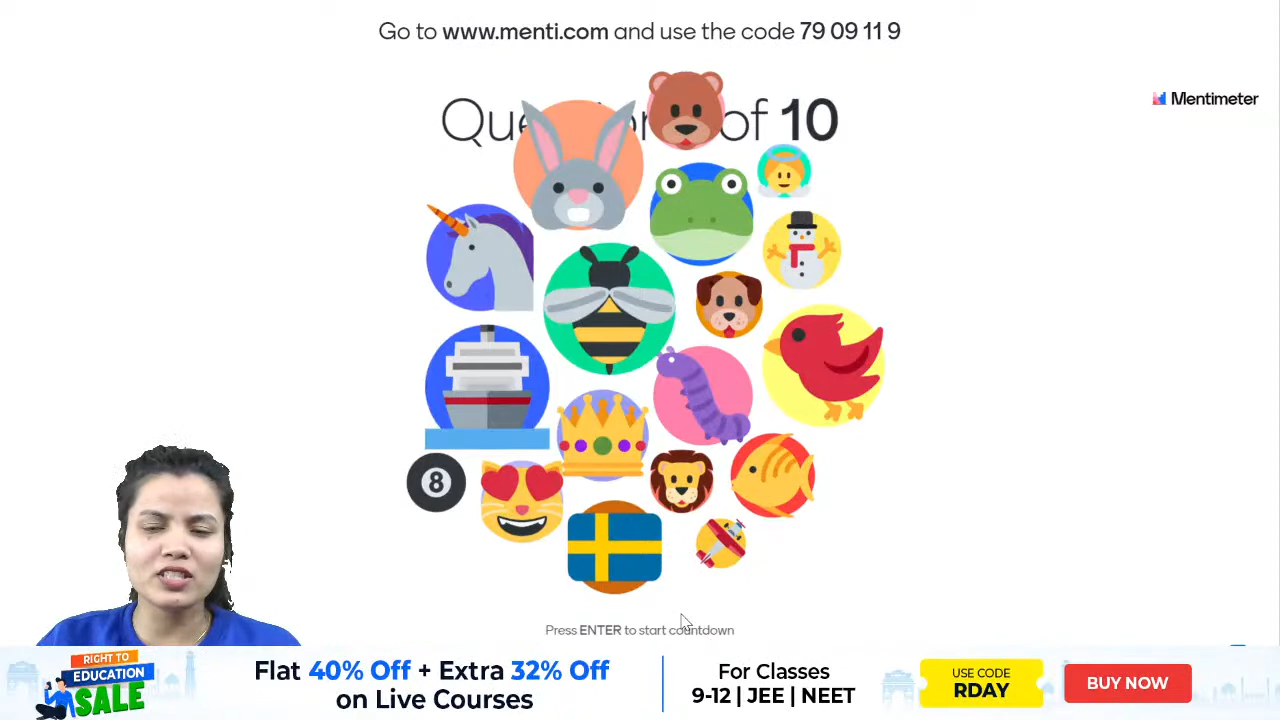 Go to www.menti.com and use the code 79 09 11 9
Mentimeter
of 10
8
Press ENTER to start countdown
RIGHT TO
EDUCATION
SALE
Flat 40% Off + Extra 32% Off
on Live Courses
For Classes
9-12 | JEE | NEET
USE CODE
RDAY
BUY NOW